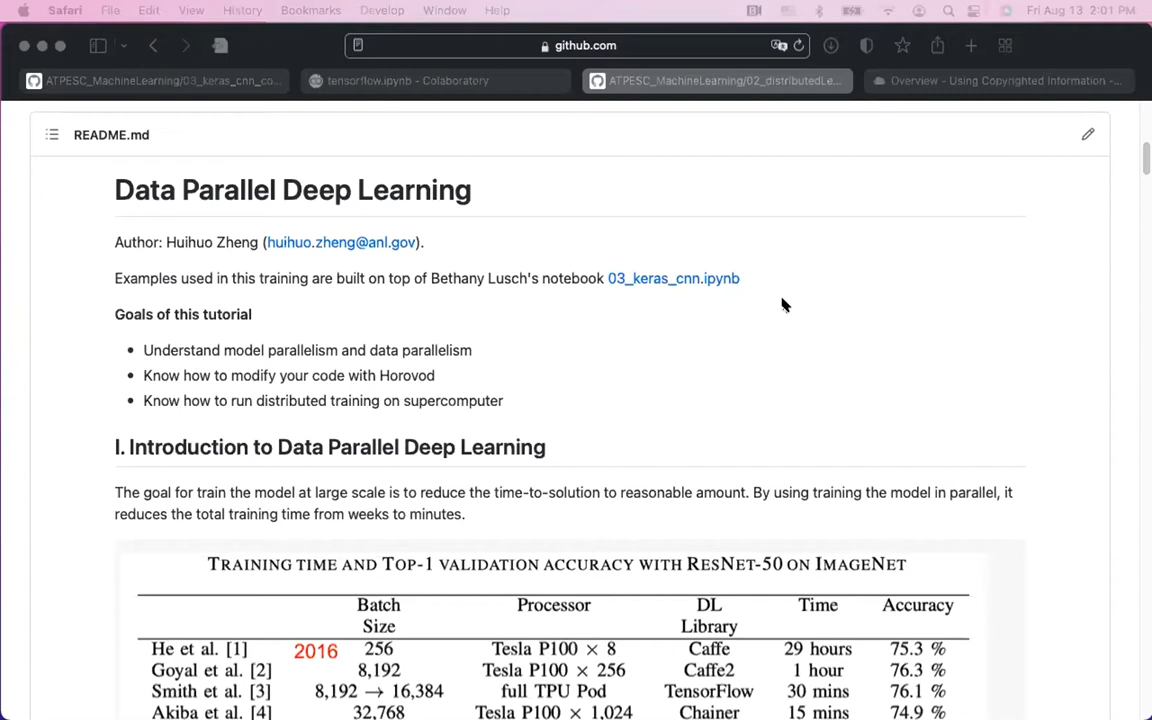 Safari File Edit View History Bookmarks Develop Window Help Fri Aug 13 2:01 PM
github.com
ATPESC_MachineLearning/03_keras_cnn_co... tensorflow.ipynb - Colaboratory ATPESC_MachineLearning/02_distributedLe... Overview - Using Copyrighted Information -...
README.md
Data Parallel Deep Learning
Author: Huihuo Zheng (huihuo.zheng@anl.gov).
Examples used in this training are built on top of Bethany Lusch's notebook 03_keras_cnn.ipynb
Goals of this tutorial
• Understand model parallelism and data parallelism
• Know how to modify your code with Horovod
• Know how to run distributed training on supercomputer
I. Introduction to Data Parallel Deep Learning
The goal for train the model at large scale is to reduce the time-to-solution to reasonable amount. By using training the model in parallel, it
reduces the total training time from weeks to minutes.
TRAINING TIME AND TOP-1 VALIDATION ACCURACY WITH RESNET-50 ON IMAGENET
Batch Size Processor DL Library Time Accuracy
He et al. [1] 2016 256 Tesla P100 × 8 Caffe 29 hours 75.3 %
Goyal et al. [2] 8,192 Tesla P100 × 256 Caffe2 1 hour 76.3 %
Smith et al. [3] 8,192 → 16,384 full TPU Pod TensorFlow 30 mins 76.1 %
Akiba et al. [4] 32,768 Tesla P100 × 1,024 Chainer 15 mins 74.9 %